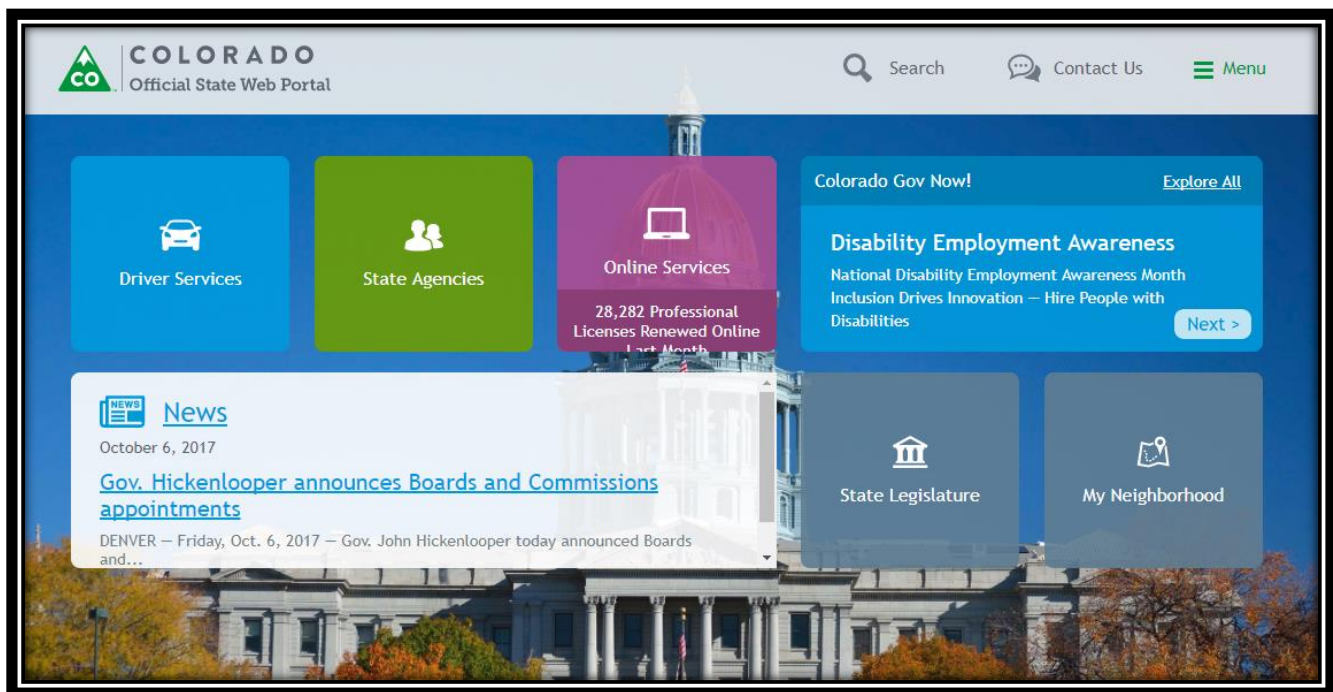 COLORADO
Official State Web Portal
CO
Search
Contact Us
Menu
Driver Services
State Agencies
Online Services
28,282 Professional
Licenses Renewed Online
Last Month
Colorado Gov Now!
Explore All
Disability Employment Awareness
National Disability Employment Awareness Month
Inclusion Drives Innovation — Hire People with
Disabilities
Next >
NEWS
News
October 6, 2017
Gov. Hickenlooper announces Boards and Commissions
appointments
DENVER — Friday, Oct. 6, 2017 — Gov. John Hickenlooper today announced Boards
and...
State Legislature
My Neighborhood